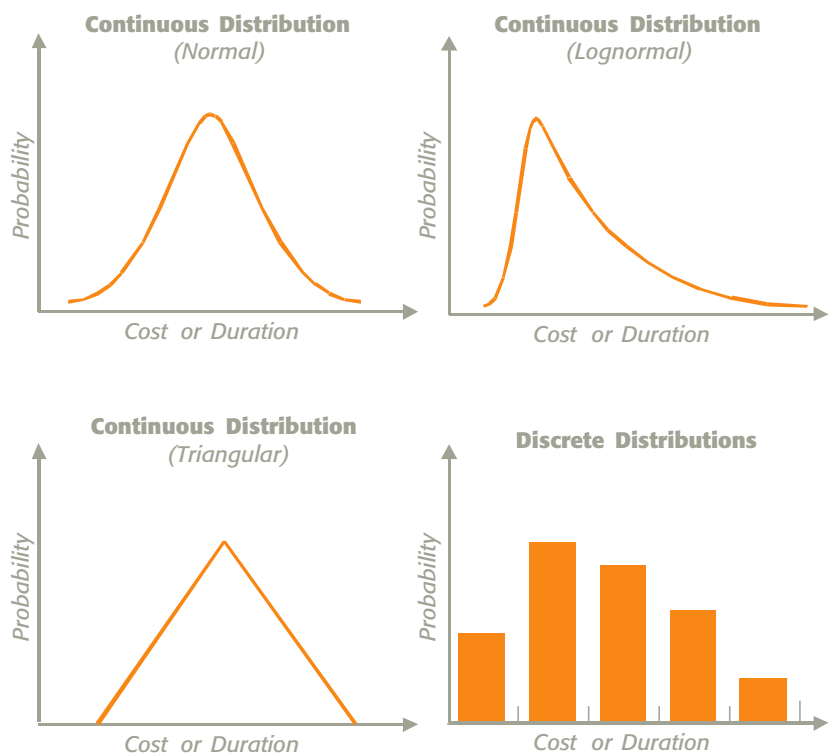 Continuous Distribution
(Normal)
Probability
Cost or Duration
Continuous Distribution
(Lognormal)
Probability
Cost or Duration
Continuous Distribution
(Triangular)
Probability
Cost or Duration
Discrete Distributions
Probability
Cost or Duration